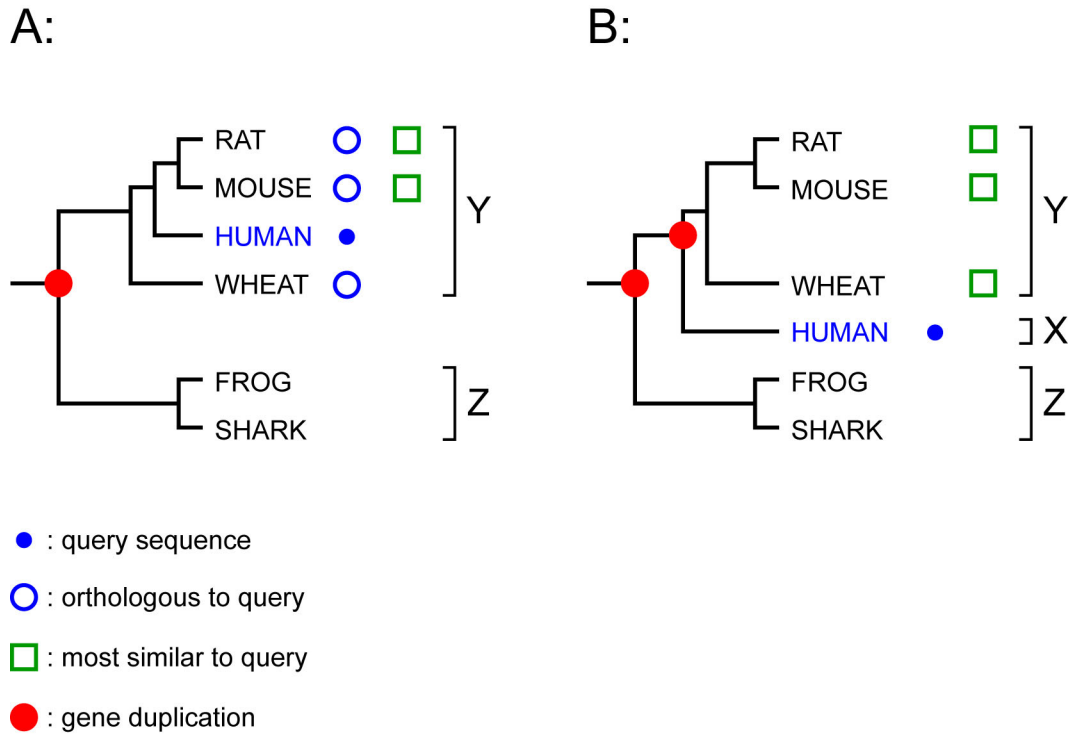 A:
RAT
MOUSE
HUMAN
WHEAT
Y
FROG
SHARK
Z
B:
RAT
MOUSE
WHEAT
Y
HUMAN
X
FROG
SHARK
Z
: query sequence
: orthologous to query
: most similar to query
: gene duplication